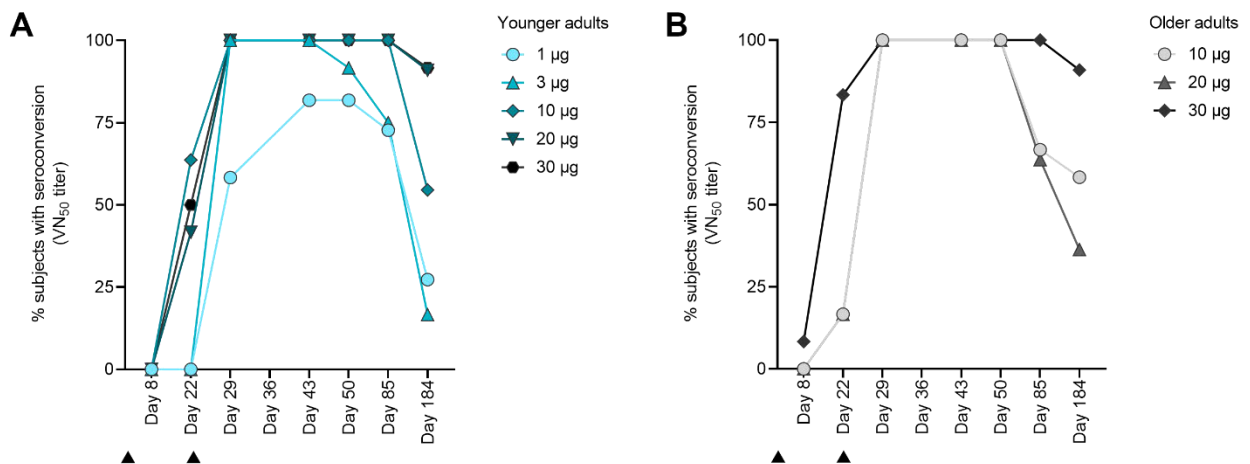 A
% subjects with seroconversion
(VN50 titer)
100
75
50
25
0
Day 8
Day 22
Day 29
Day 36
Day 43
Day 50
Day 85
Day 184
Younger adults
1 µg
3 µg
10 µg
20 µg
30 µg
B
% subjects with seroconversion
(VN50 titer)
100
75
50
25
0
Day 8
Day 22
Day 29
Day 36
Day 43
Day 50
Day 85
Day 184
Older adults
10 µg
20 µg
30 µg